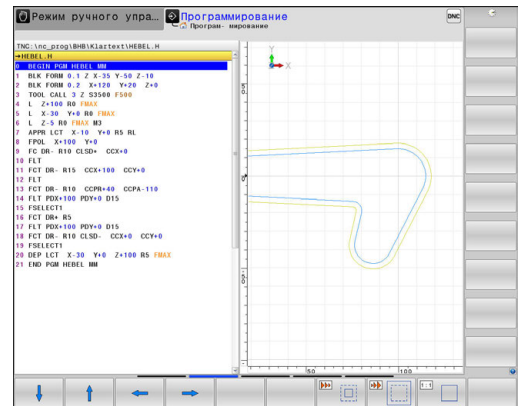 Режим ручного упра...
Программирование
Програм- мирование
DNC
TNC:\nc_prog\BHB\Klartext\HEBEL.H
→HEBEL.H
0 BEGIN PGM HEBEL MM
1 BLK FORM 0.1 Z X-35 Y-50 Z-10
2 BLK FORM 0.2 X+120 Y+20 Z+0
3 TOOL CALL 3 Z S3500 F500
4 L Z+100 R0 FMAX
5 L X-30 Y+0 R0 FMAX
6 L Z-5 R0 FMAX M3
7 APPR LCT X-10 Y+0 R5 RL
8 FPOL X+100 Y+0
9 FC DR- R10 CLSD+ CCX+0
10 FLT
11 FCT DR- R15 CCX+100 CCY+0
12 FLT
13 FCT DR- R10 CCPR+40 CCPA-110
14 FLT PDX+100 PDY+0 D15
15 FSELECT1
16 FCT DR+ R5
17 FLT PDX+100 PDY+0 D15
18 FCT DR- R10 CLSD- CCX+0 CCY+0
19 FSELECT1
20 DEP LCT X-30 Y+0 Z+100 R5 FMAX
21 END PGM HEBEL MM
Y
X
50
100
1:1